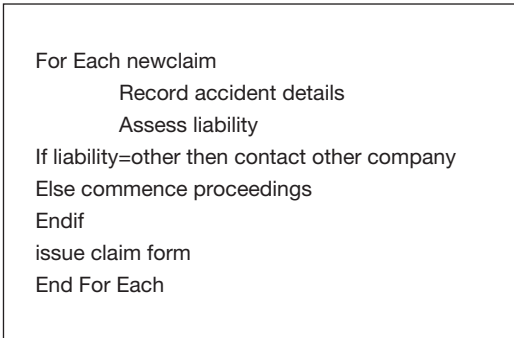 For Each newclaim
Record accident details
Assess liability
If liability=other then contact other company
Else commence proceedings
Endif
issue claim form
End For Each